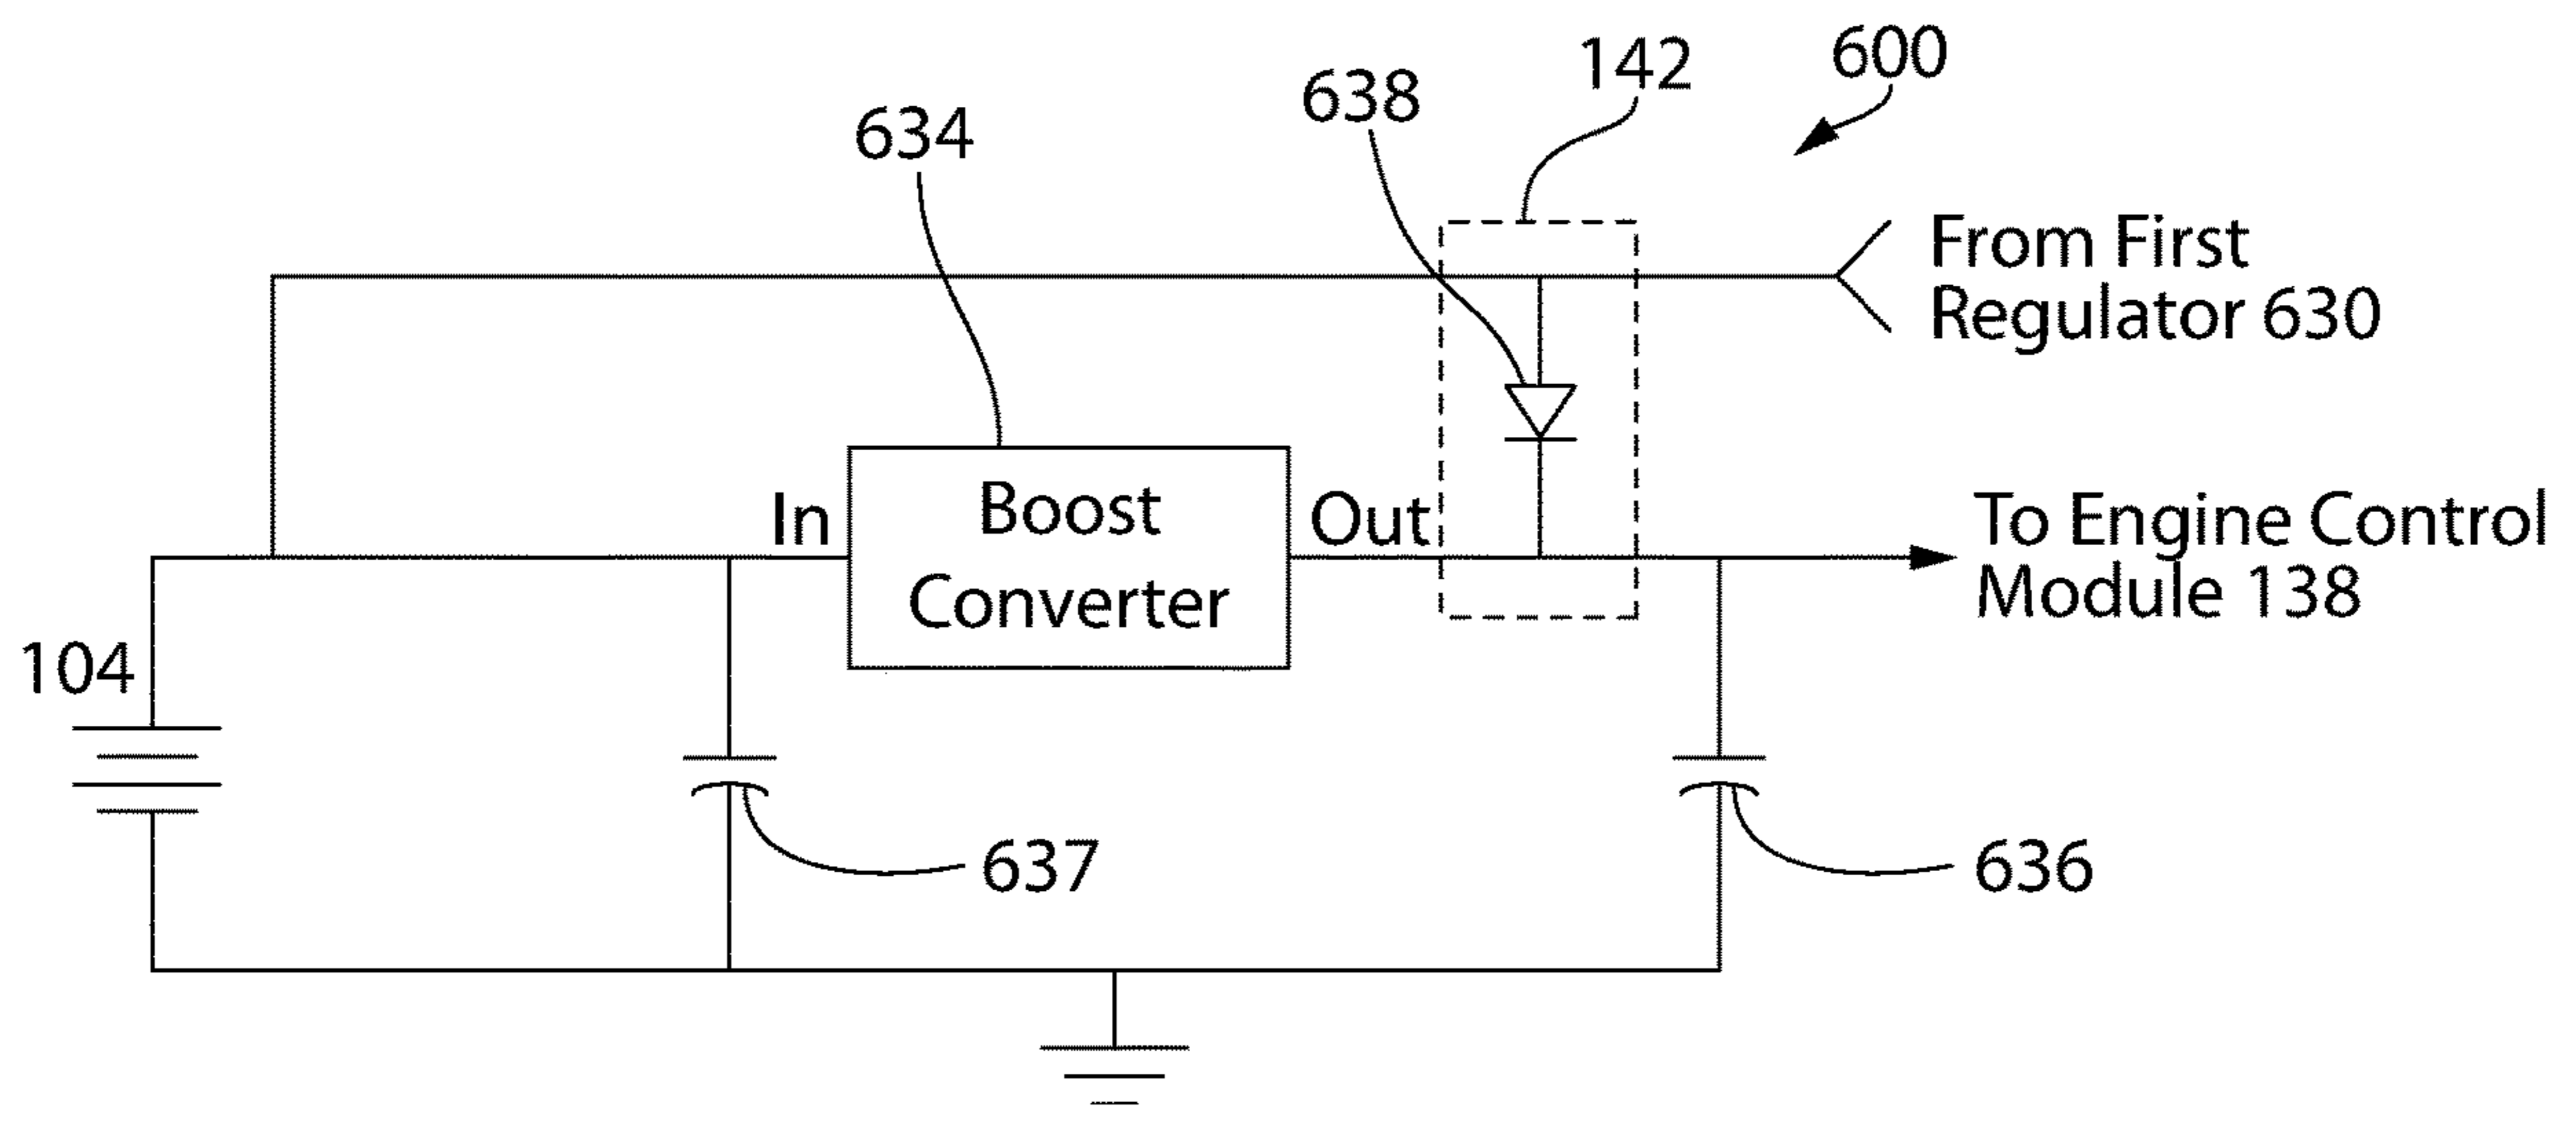 600
142
638
634
From First
Regulator 630
In
Boost
Converter
Out
To Engine Control
Module 138
104
637
636